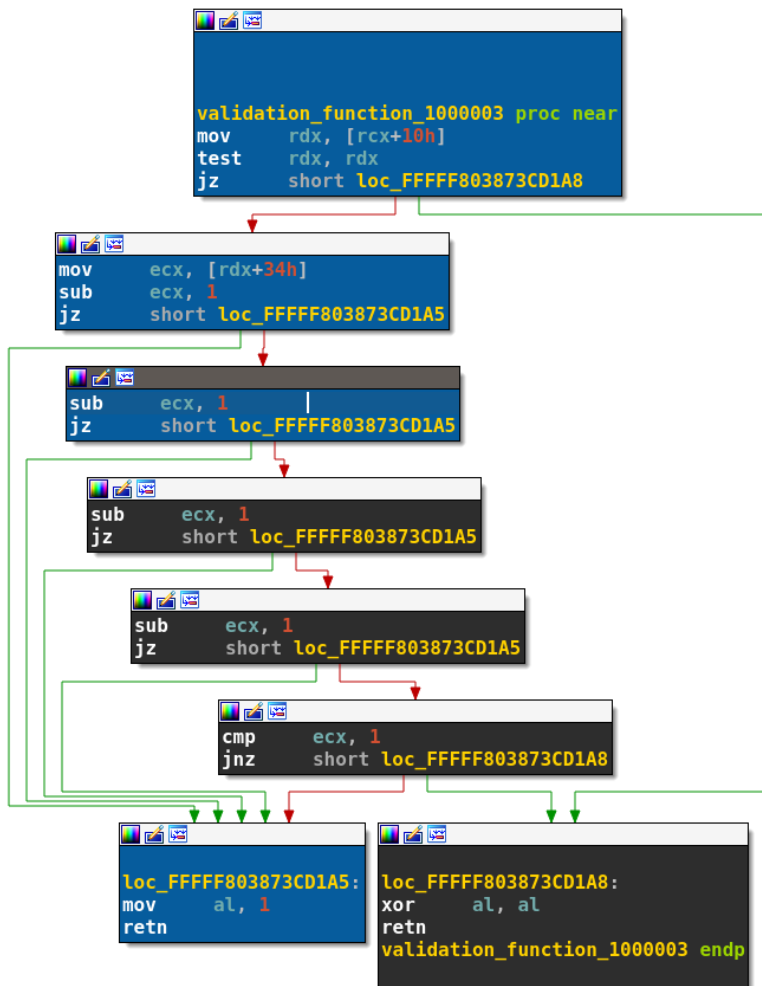 validation_function_1000003 proc near
mov rdx, [rcx+10h]
test rdx, rdx
jz short loc_FFFFF803873CD1A8
mov ecx, [rdx+34h]
sub ecx, 1
jz short loc_FFFFF803873CD1A5
sub ecx, 1
jz short loc_FFFFF803873CD1A5
sub ecx, 1
jz short loc_FFFFF803873CD1A5
sub ecx, 1
jz short loc_FFFFF803873CD1A5
cmp ecx, 1
jnz short loc_FFFFF803873CD1A8
loc_FFFFF803873CD1A5:
mov al, 1
retn
loc_FFFFF803873CD1A8:
xor al, al
retn
validation_function_1000003 endp